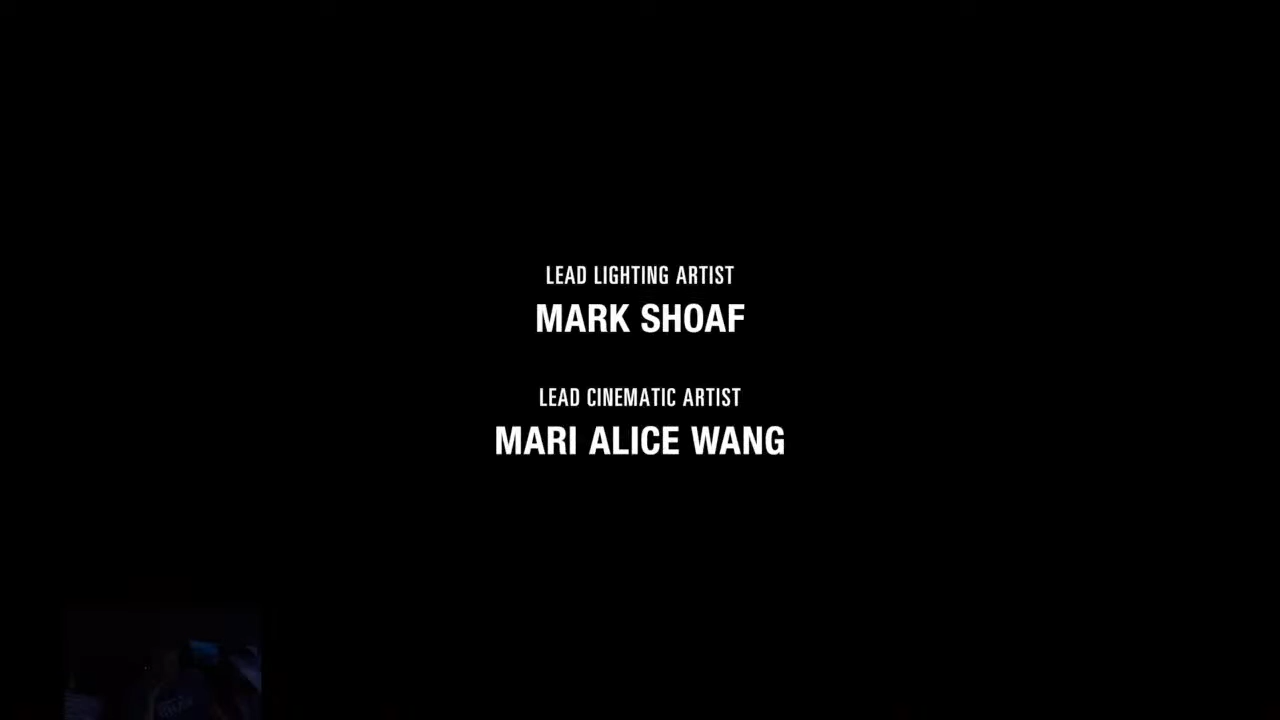 LEAD LIGHTING ARTIST
MARK SHOAF
LEAD CINEMATIC ARTIST
MARI ALICE WANG